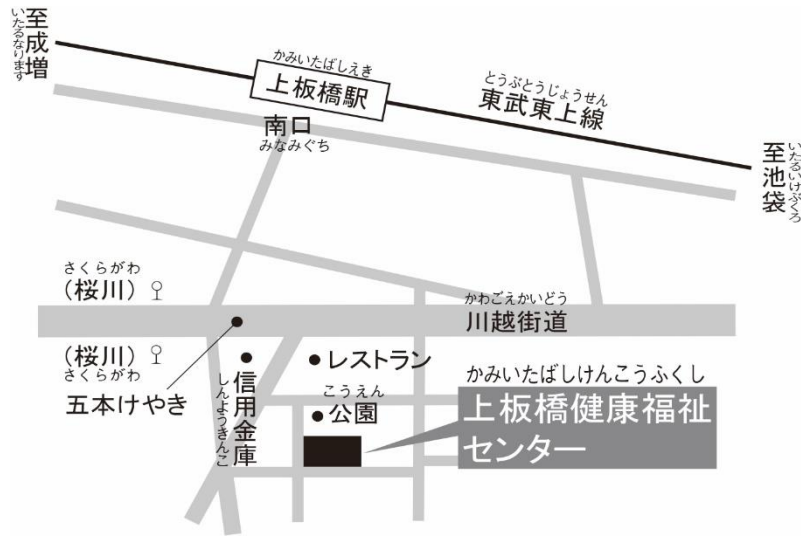 至成増
いたるなります
かみいたばしえき
上板橋駅
とうぶとうじょうせん
東武東上線
南口
みなみぐち
至池袋
いたるいけぶくろ
さくらがわ
（桜川）
かわごえかいどう
川越街道
（桜川）
さくらがわ
五本けやき
信用金庫
しんようきんこ
レストラン
こうえん
公園
かみいたばしけんこうふくし
上板橋健康福祉
センター